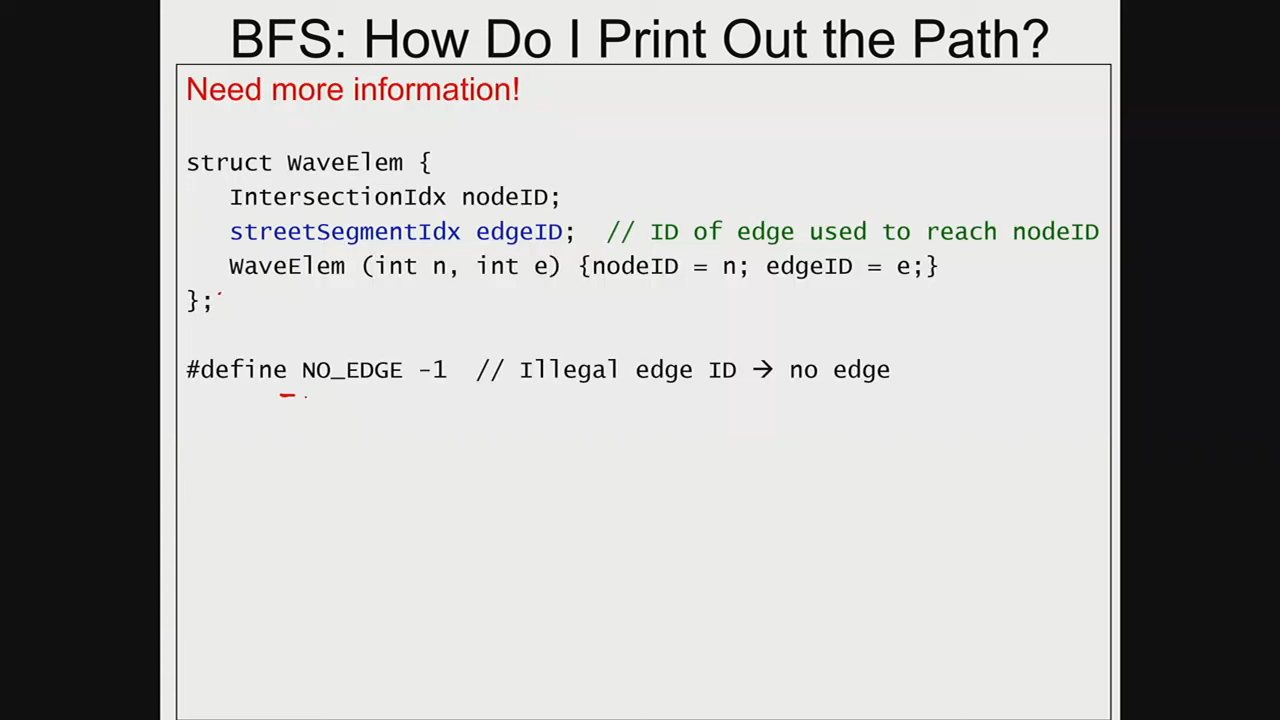 BFS: How Do I Print Out the Path?
Need more information!
struct WaveElem {
IntersectionIdx nodeID;
streetSegmentIdx edgeID; // ID of edge used to reach nodeID
WaveElem (int n, int e) {nodeID = n; edgeID = e;}
};
#define NO_EDGE -1 // Illegal edge ID → no edge